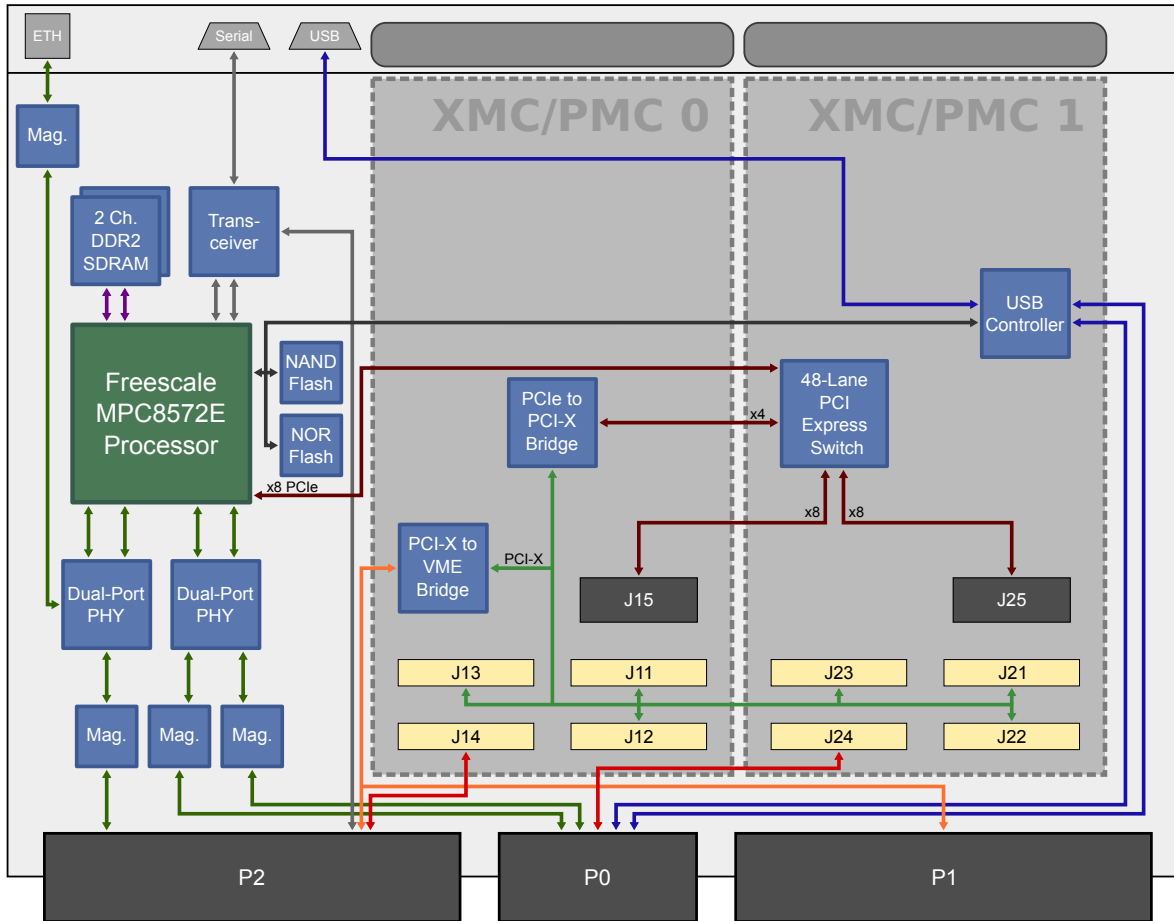 ETH
Serial
USB
XMC/PMC 0
XMC/PMC 1
Mag.
2 Ch.
DDR2
SDRAM
Trans-
ceiver
USB
Controller
Freescale
MPC8572E
Processor
NAND
Flash
NOR
Flash
PCIe to
PCI-X
Bridge
x4
48-Lane
PCI
Express
Switch
x8 PCIe
x8
x8
PCI-X to
VME
Bridge
PCI-X
Dual-Port
PHY
Dual-Port
PHY
J15
J25
J13
J11
J23
J21
Mag.
Mag.
Mag.
J14
J12
J24
J22
P2
P0
P1